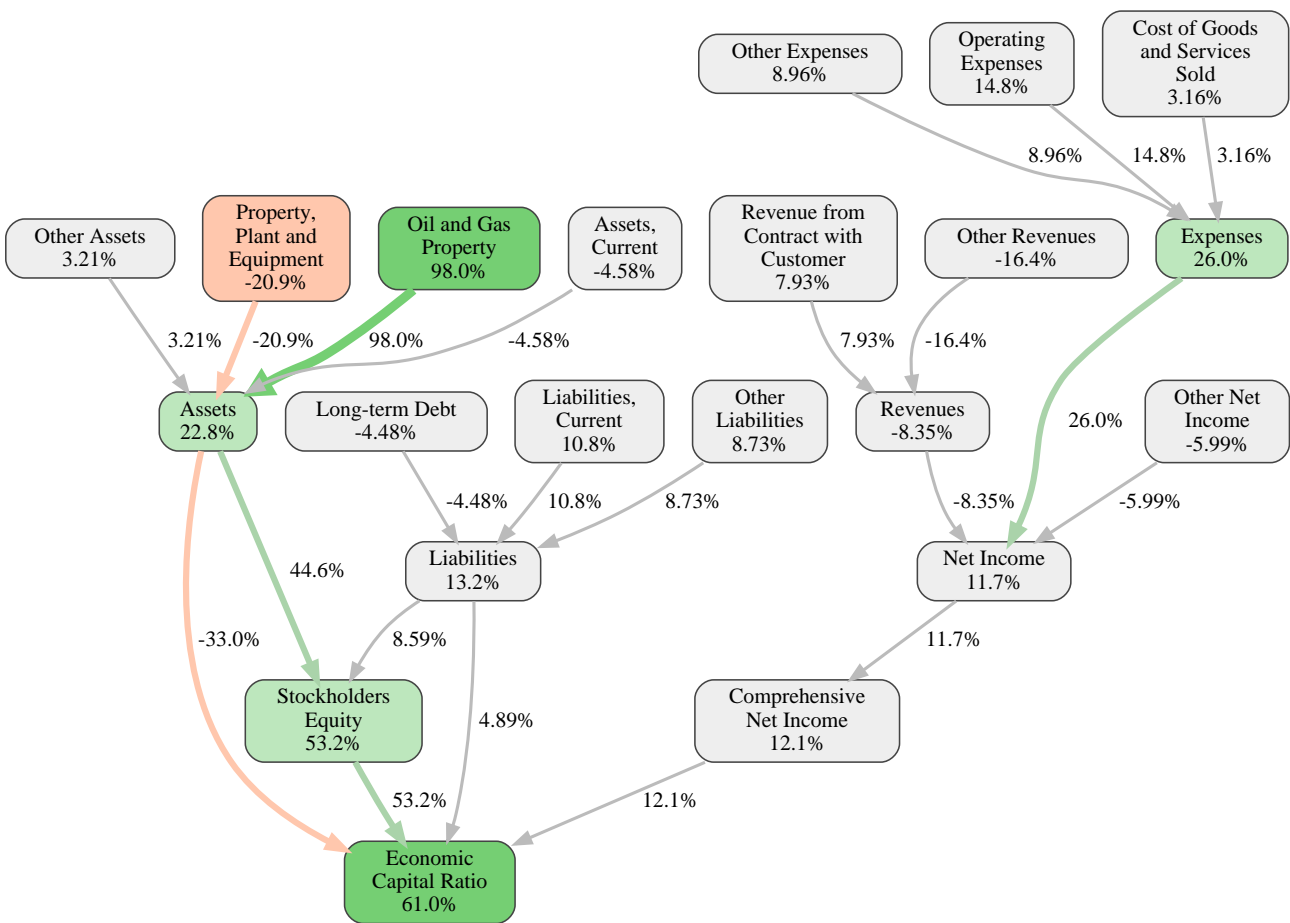 Other Expenses
8.96%
Operating
Expenses
14.8%
Cost of Goods
and Services
Sold
3.16%
8.96%
14.8%
3.16%
Other Assets
3.21%
Property,
Plant and
Equipment
-20.9%
Oil and Gas
Property
98.0%
Assets,
Current
-4.58%
Revenue from
Contract with
Customer
7.93%
Other Revenues
-16.4%
Expenses
26.0%
3.21%
-20.9%
98.0%
-4.58%
7.93%
-16.4%
Assets
22.8%
Long-term Debt
-4.48%
Liabilities,
Current
10.8%
Other
Liabilities
8.73%
Revenues
-8.35%
26.0%
Other Net
Income
-5.99%
-4.48%
10.8%
8.73%
-8.35%
-5.99%
44.6%
Liabilities
13.2%
Net Income
11.7%
-33.0%
8.59%
11.7%
Stockholders
Equity
53.2%
4.89%
Comprehensive
Net Income
12.1%
53.2%
12.1%
Economic
Capital Ratio
61.0%